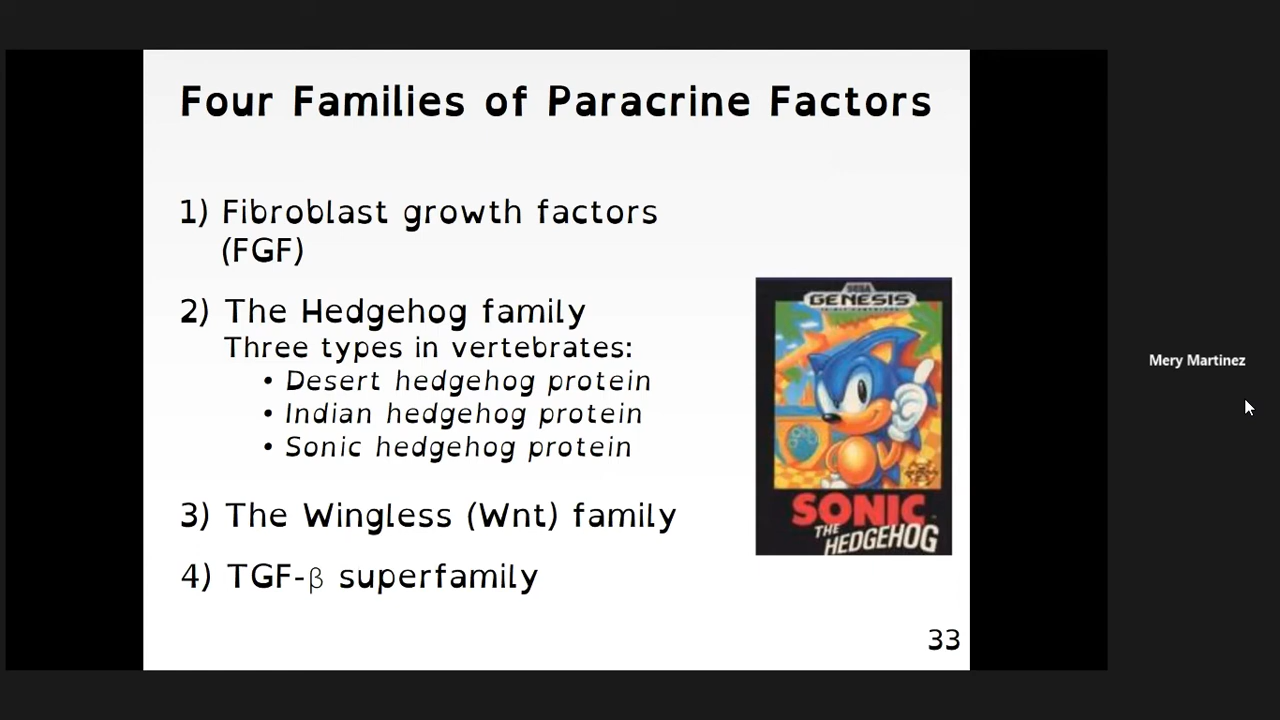 Four Families of Paracrine Factors
1) Fibroblast growth factors
(FGF)
2) The Hedgehog family
Three types in vertebrates:
• Desert hedgehog protein
• Indian hedgehog protein
• Sonic hedgehog protein
3) The Wingless (Wnt) family
4) TGF-β superfamily
SEGA
GENESIS
SONIC
THE
HEDGEHOG
33
Mery Martinez